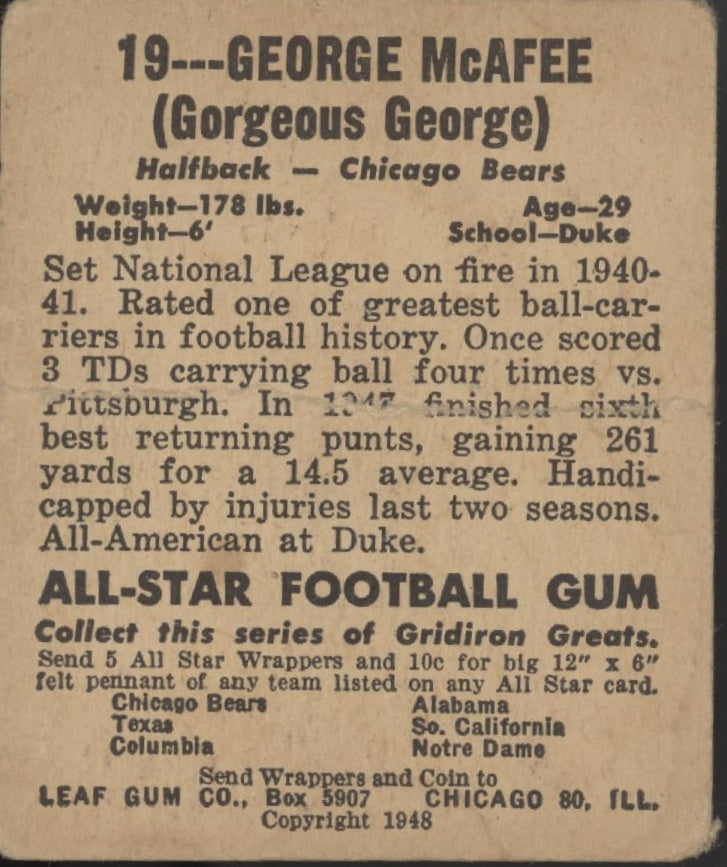 19---GEORGE McAFEE
(Gorgeous George)
Halfback — Chicago Bears
Weight—178 lbs. Age—29
Height—6' School—Duke
Set National League on fire in 1940-
41. Rated one of greatest ball-car-
riers in football history. Once scored
3 TDs carrying ball four times vs.
Pittsburgh. In 1947 finished sixth
best returning punts, gaining 261
yards for a 14.5 average. Handi-
capped by injuries last two seasons.
All-American at Duke.
ALL-STAR FOOTBALL GUM
Collect this series of Gridiron Greats.
Send 5 All Star Wrappers and 10c for big 12" x 6"
felt pennant of any team listed on any All Star card.
Chicago Bears Alabama
Texas So. California
Columbia Notre Dame
Send Wrappers and Coin to
LEAF GUM CO., Box 5907 CHICAGO 80, ILL.
Copyright 1948